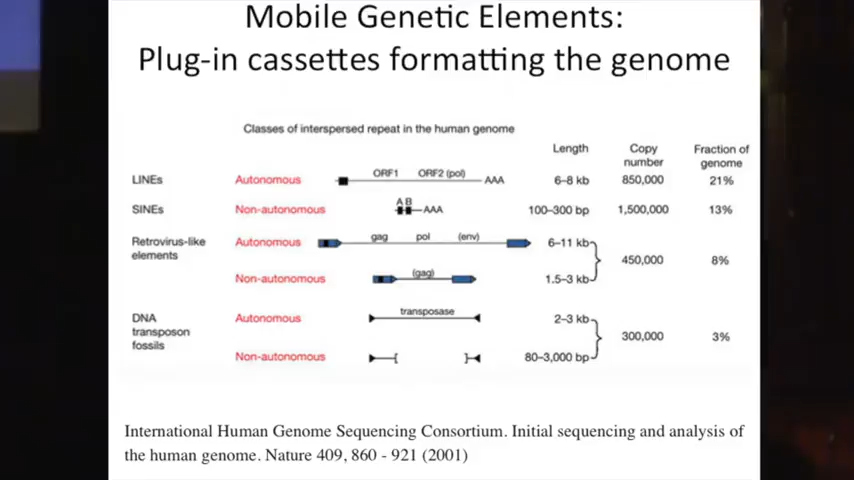 Mobile Genetic Elements:
Plug-in cassettes formatting the genome
Classes of interspersed repeat in the human genome
Length Copy number Fraction of genome
LINEs Autonomous ORF1 ORF2 (pol) AAA 6–8 kb 850,000 21%
SINEs Non-autonomous A B AAA 100–300 bp 1,500,000 13%
Retrovirus-like elements Autonomous gag pol (env) 6–11 kb 450,000 8%
Non-autonomous (gag) 1.5–3 kb
DNA transposon fossils Autonomous transposase 2–3 kb 300,000 3%
Non-autonomous 80–3,000 bp
International Human Genome Sequencing Consortium. Initial sequencing and analysis of
the human genome. Nature 409, 860 - 921 (2001)